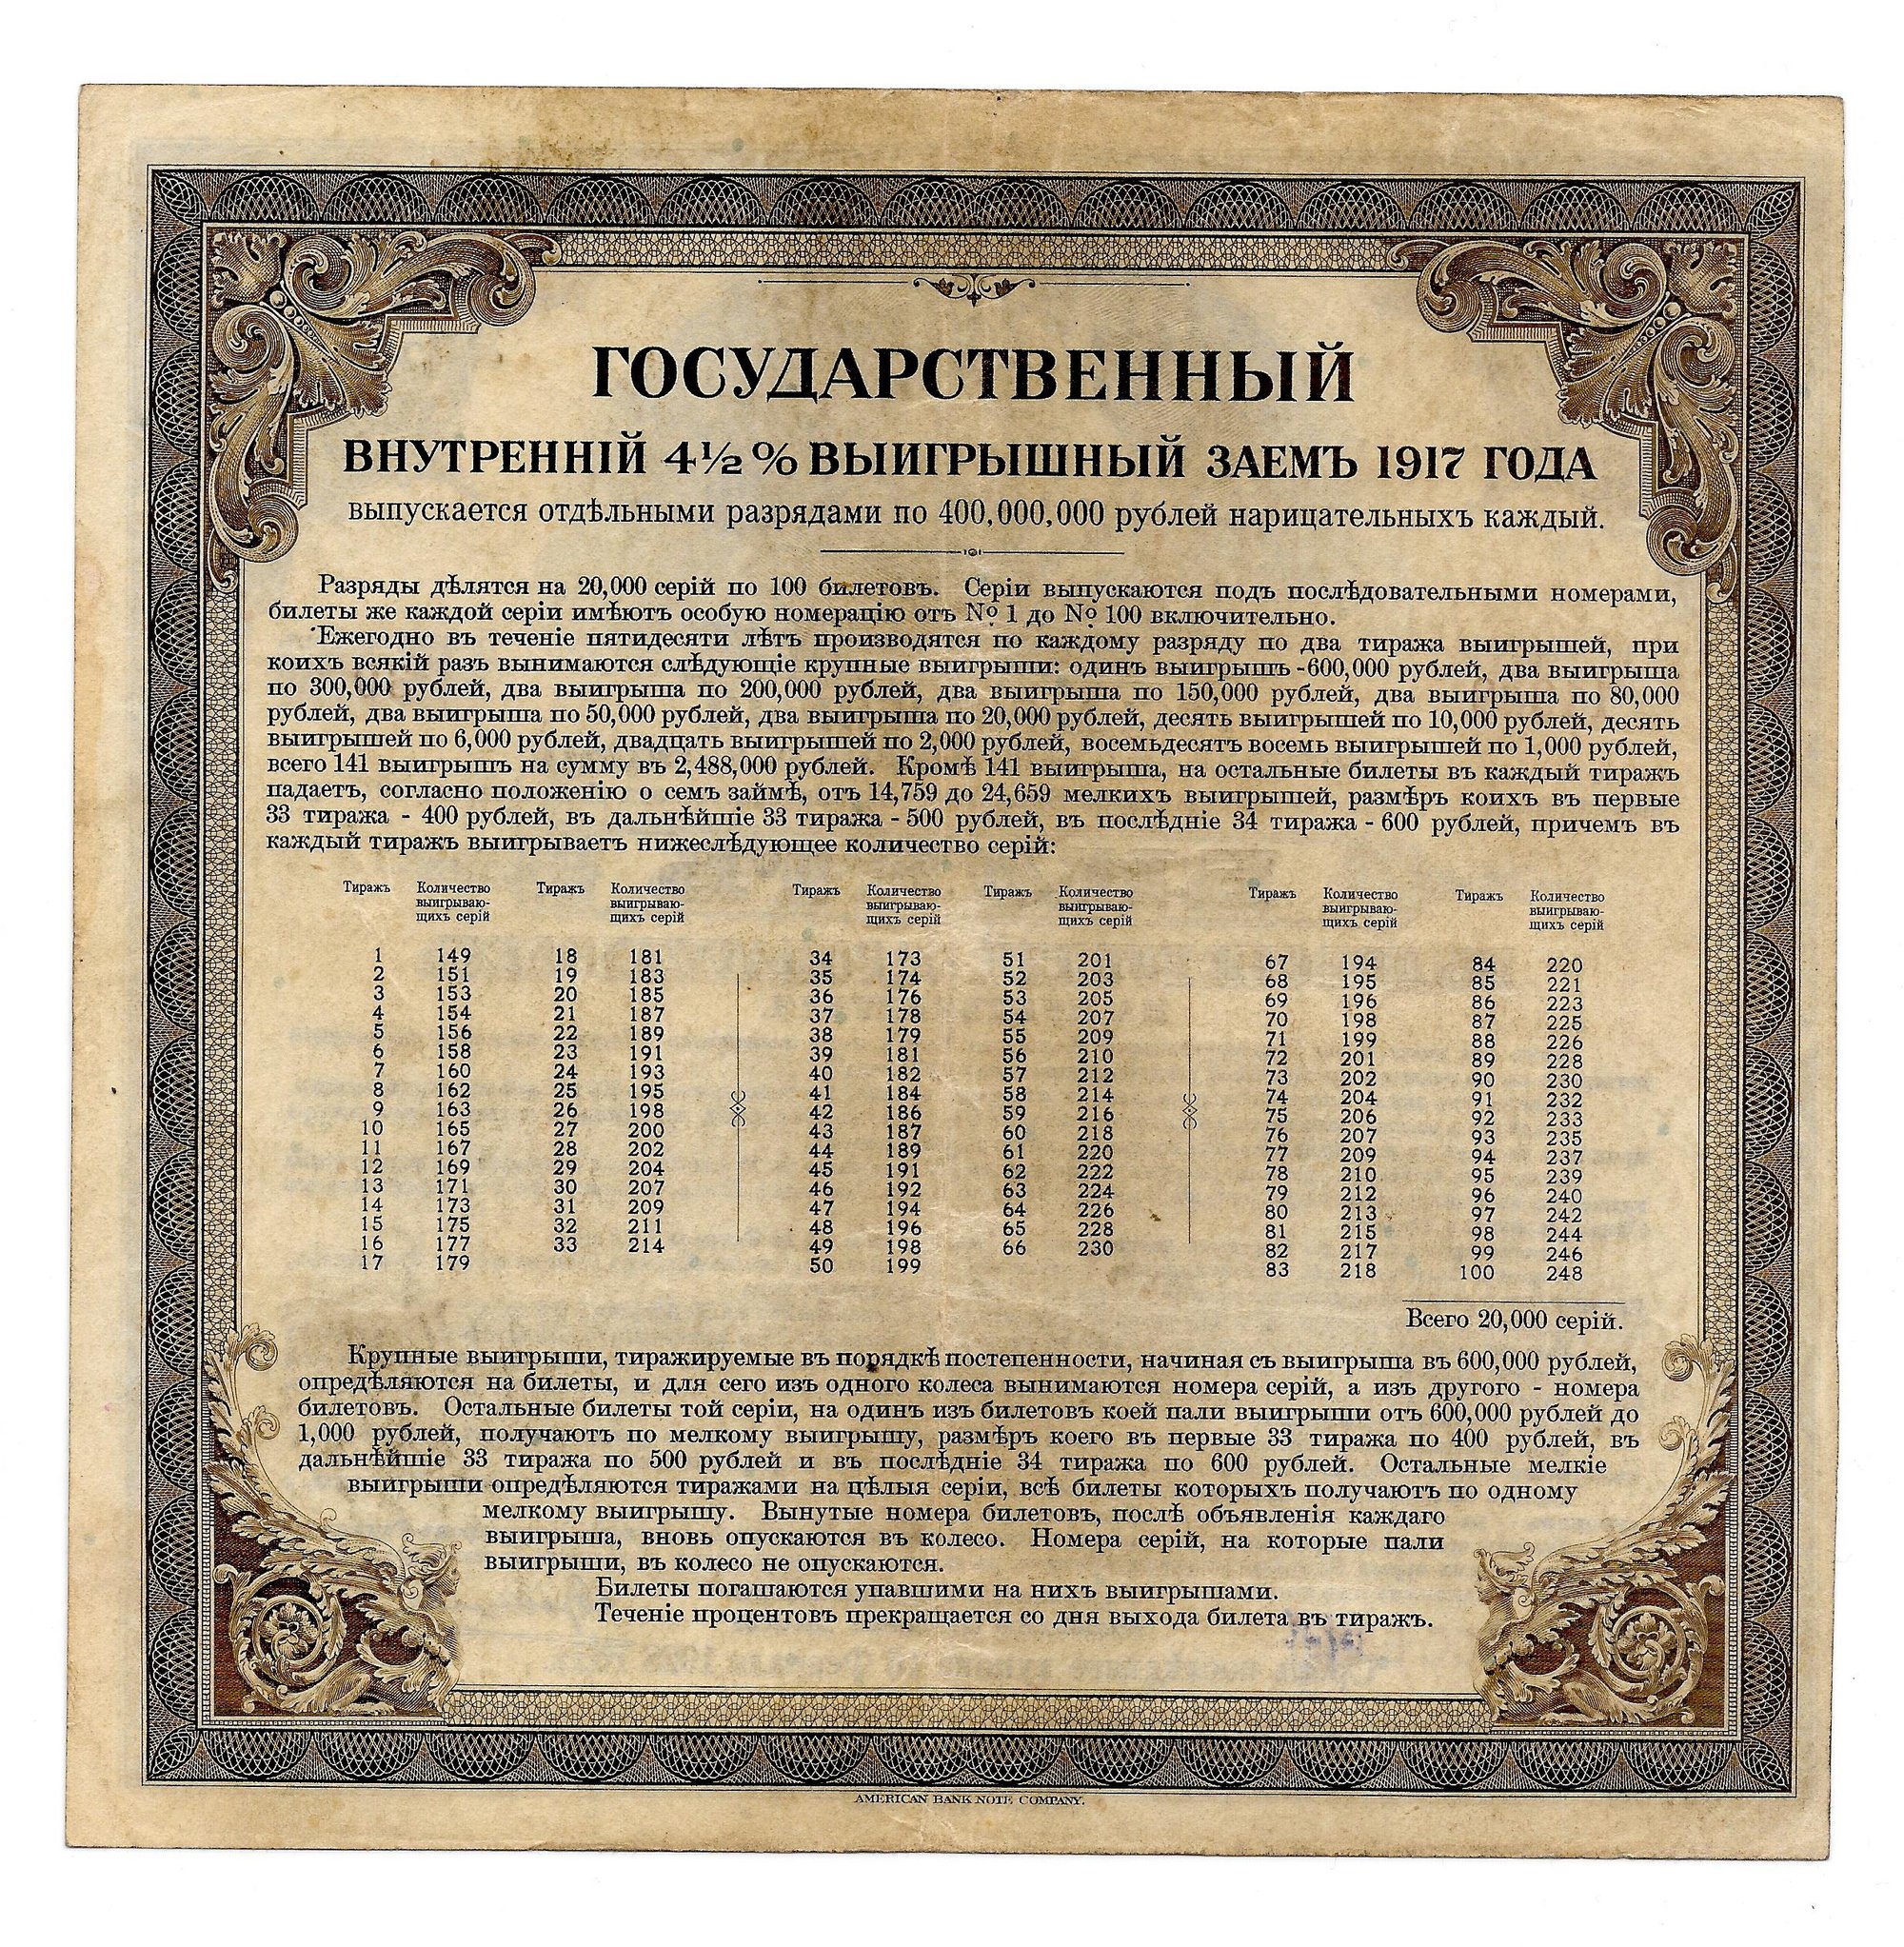 ГОСУДАРСТВЕННЫЙ
ВНУТРЕННІЙ 4½% ВЫИГРЫШНЫЙ ЗАЕМЪ 1917 ГОДА
выпускается отдѣльными разрядами по 400,000,000 рублей нарицательныхъ каждый.
Разряды дѣлятся на 20,000 серій по 100 билетовъ. Серіи выпускаются подъ послѣдовательными номерами,
билеты же каждой серіи имѣютъ особую номерацію отъ № 1 до № 100 включительно.
Ежегодно въ теченіе пятидесяти лѣтъ производятся по каждому разряду по два тиража выигрышей, при
коихъ всякій разъ вынимаются слѣдующіе крупные выигрыши: одинъ выигрышъ -600,000 рублей, два выигрыша
по 300,000 рублей, два выигрыша по 200,000 рублей, два выигрыша по 150,000 рублей, два выигрыша по 80,000
рублей, два выигрыша по 50,000 рублей, два выигрыша по 20,000 рублей, десять выигрышей по 10,000 рублей, десять
выигрышей по 6,000 рублей, двадцать выигрышей по 2,000 рублей, восемьдесятъ восемь выигрышей по 1,000 рублей,
всего 141 выигрышъ на сумму въ 2,488,000 рублей. Кромѣ 141 выигрыша, на остальные билеты въ каждый тиражъ
падаетъ, согласно положенію о семъ займѣ, отъ 14,759 до 24,659 мелкихъ выигрышей, размѣръ коихъ въ первые
33 тиража - 400 рублей, въ дальнѣйшіе 33 тиража - 500 рублей, въ послѣдніе 34 тиража - 600 рублей, причемъ въ
каждый тиражъ выигрываетъ нижеслѣдующее количество серій:
Тиражъ Количество Тиражъ Количество Тиражъ Количество Тиражъ Количество Тиражъ Количество Тиражъ Количество
выигрываю- выигрываю- выигрываю- выигрываю- выигрываю- выигрываю-
щихъ серій щихъ серій щихъ серій щихъ серій щихъ серій щихъ серій
1 149 18 181 34 173 51 201 67 194 84 220
2 151 19 183 35 174 52 203 68 195 85 221
3 153 20 185 36 176 53 205 69 196 86 223
4 154 21 187 37 178 54 207 70 198 87 225
5 156 22 189 38 179 55 209 71 199 88 226
6 158 23 191 39 181 56 210 72 201 89 228
7 160 24 193 40 182 57 212 73 202 90 230
8 162 25 195 41 184 58 214 74 204 91 232
9 163 26 198 42 186 59 216 75 206 92 233
10 165 27 200 43 187 60 218 76 207 93 235
11 167 28 202 44 189 61 220 77 209 94 237
12 169 29 204 45 191 62 222 78 210 95 239
13 171 30 207 46 192 63 224 79 212 96 240
14 173 31 209 47 194 64 226 80 213 97 242
15 175 32 211 48 196 65 228 81 215 98 244
16 177 33 214 49 198 66 230 82 217 99 246
17 179 50 199 83 218 100 248
Всего 20,000 серій.
Крупные выигрыши, тиражируемые въ порядкѣ постепенности, начиная съ выигрыша въ 600,000 рублей,
опредѣляются на билеты, и для сего изъ одного колеса вынимаются номера серій, а изъ другого - номера
билетовъ. Остальные билеты той серіи, на одинъ изъ билетовъ коей пали выигрыши отъ 600,000 рублей до
1,000 рублей, получаютъ по мелкому выигрышу, размѣръ коего въ первые 33 тиража по 400 рублей, въ
дальнѣйшіе 33 тиража по 500 рублей и въ послѣдніе 34 тиража по 600 рублей. Остальные мелкіе
выигрыши опредѣляются тиражами на цѣлыя серіи, всѣ билеты которыхъ получаютъ по одному
мелкому выигрышу. Вынутые номера билетовъ, послѣ объявленія каждаго
выигрыша, вновь опускаются въ колесо. Номера серій, на которые пали
выигрыши, въ колесо не опускаются.
Билеты погашаются упавшими на нихъ выигрышами.
Теченіе процентовъ прекращается со дня выхода билета въ тиражъ.
AMERICAN BANK NOTE COMPANY.